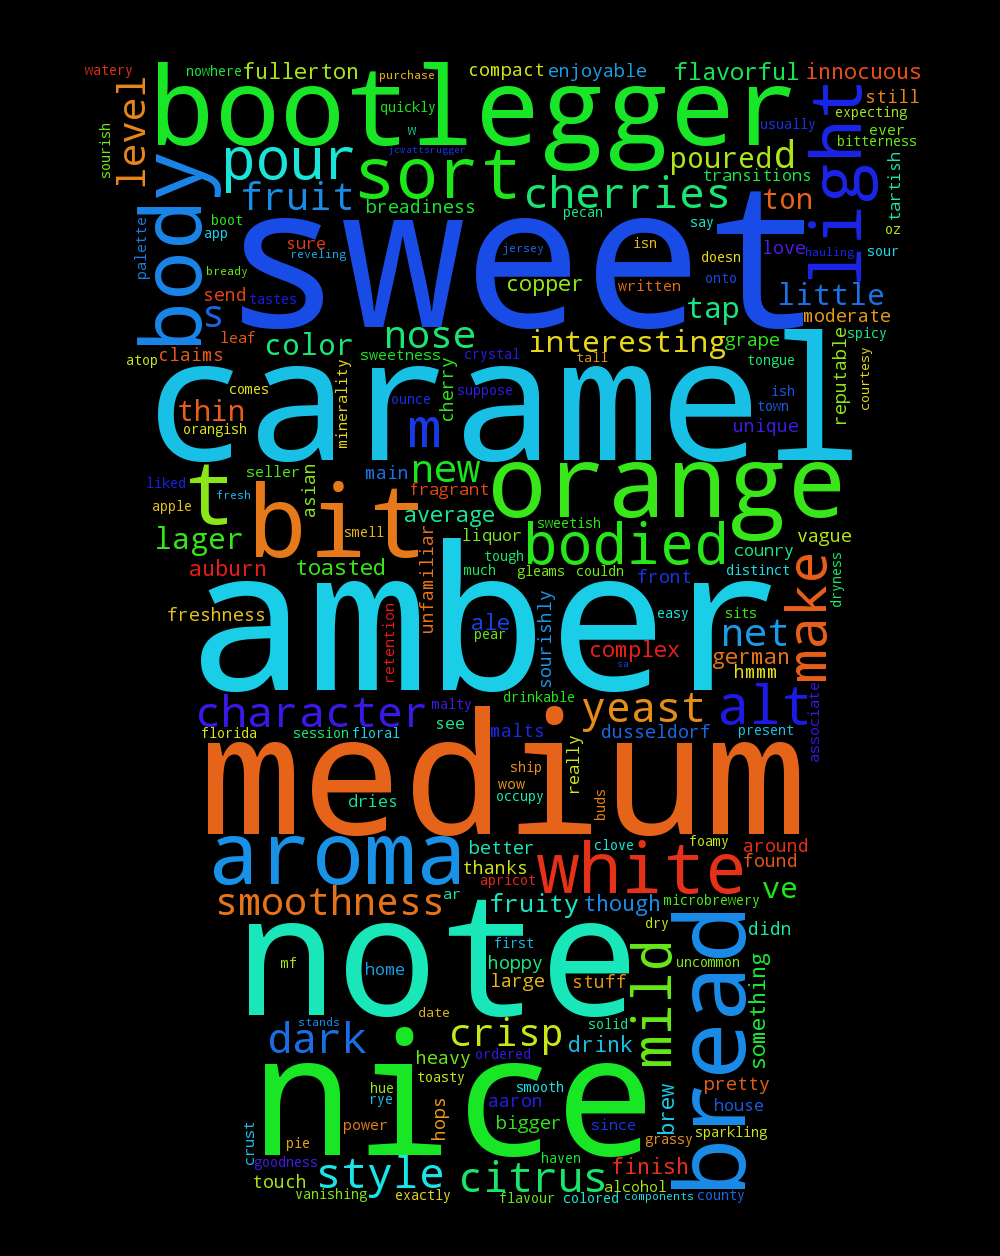 watery nowhere fullerton purchase compact enjoyable flavorful innocuous
bootlegger
level quickly light still
expecting
sourish w usually ever
jcwattsrugger bitterness
body pour sort poured d
fruit cherries transitions ton tartish
breadiness pecan
boot say oz
palette app sweet
sure reveling jersey isn doesn love hauling sour
bready
send tastes s copper written onto tap little
moderate
leaf color nose interesting grape spicy
atop claims sweetness crystal tall tongue reputable courtesy
caramel
comes minerality ounce cherry suppose ish
thin m town
orangish unique
t seller main new orange
liked asian fragrant
apple fresh bit average sweetish
lager smell liquor bodied vague
tough counry
auburn toasted unfamiliar much gleams couldn front distinct dryness
amber make
freshness retention ale sourishly easy sits
pear net
complex german
sa hmmm
character malty drinkable yeast alt associate
florida session floral see malts dusseldorf present
medium
ship really
dries wow
occupy buds
aroma better clove foamy around
thanks white found
smoothness apricot
ar fruity though ve
microbrewery
note dry bread didn
first
mf home hoppy mild uncommon
large stuff something
date
stands crisp solid
dark drink
heavy ordered
nice toasty
hue smooth pretty
rye aaron brew house
hops
power bigger since
sparkling
crust pie grassy
goodness style haven
citrus finish
touch alcohol
vanishing exactly flavour colored components county